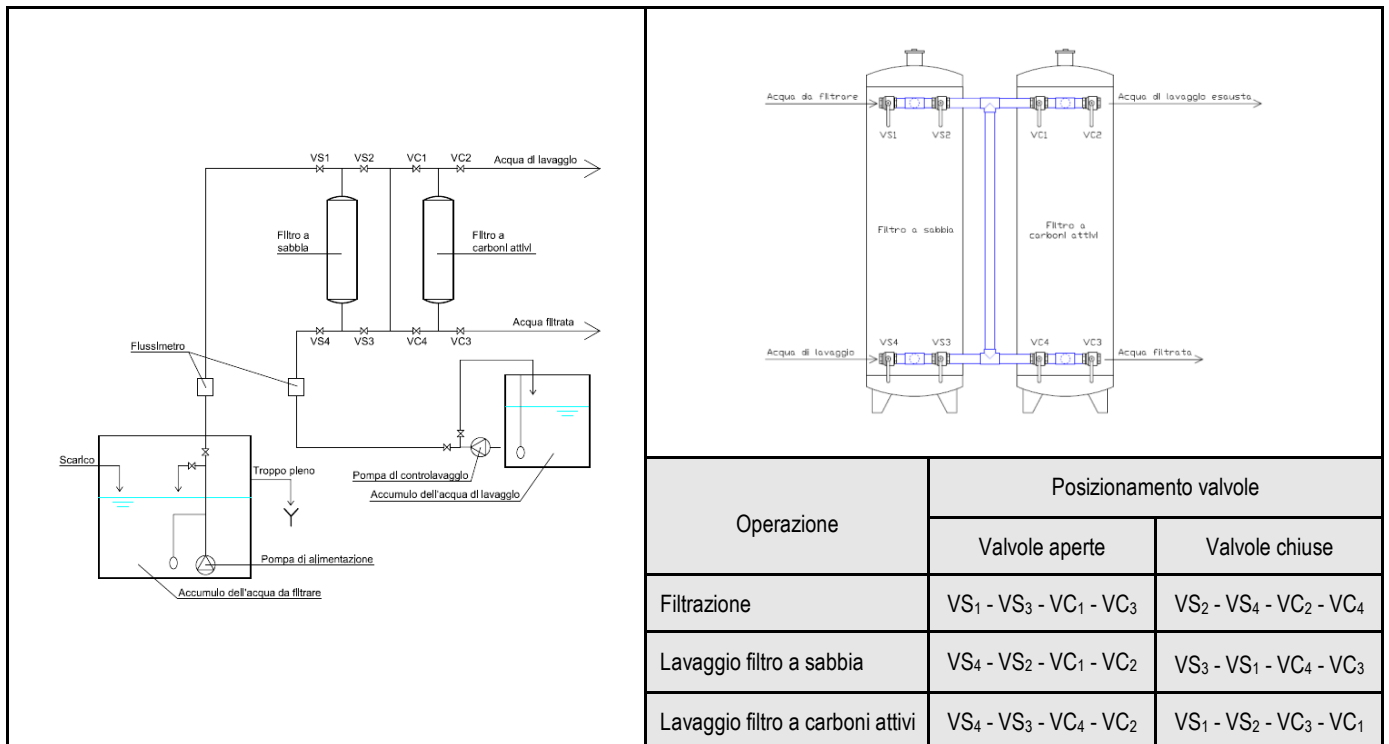 VS1 VS2 VC1 VC2
Acqua di lavaggio
Filtro a
sabbia
Filtro a
carboni attivi
Acqua filtrata
VS4 VS3 VC4 VC3
Flussimetro
Scarico
Troppo pieno
Pompa di controlavaggio
Accumulo dell'acqua di lavaggio
Pompa di alimentazione
Accumulo dell'acqua da filtrare
Acqua da filtrare
Acqua di lavaggio esausta
VS1 VS2 VC1 VC2
Filtro a sabbia
Filtro a
carboni attivi
Acqua di lavaggio
VS4 VS3 VC4 VC3
Acqua filtrata
Operazione
Posizionamento valvole
Valvole aperte
Valvole chiuse
Filtrazione VS₁ - VS₃ - VC₁ - VC₃ VS₂ - VS₄ - VC₂ - VC₄
Lavaggio filtro a sabbia VS₄ - VS₂ - VC₁ - VC₂ VS₃ - VS₁ - VC₄ - VC₃
Lavaggio filtro a carboni attivi VS₄ - VS₃ - VC₄ - VC₂ VS₁ - VS₂ - VC₃ - VC₁